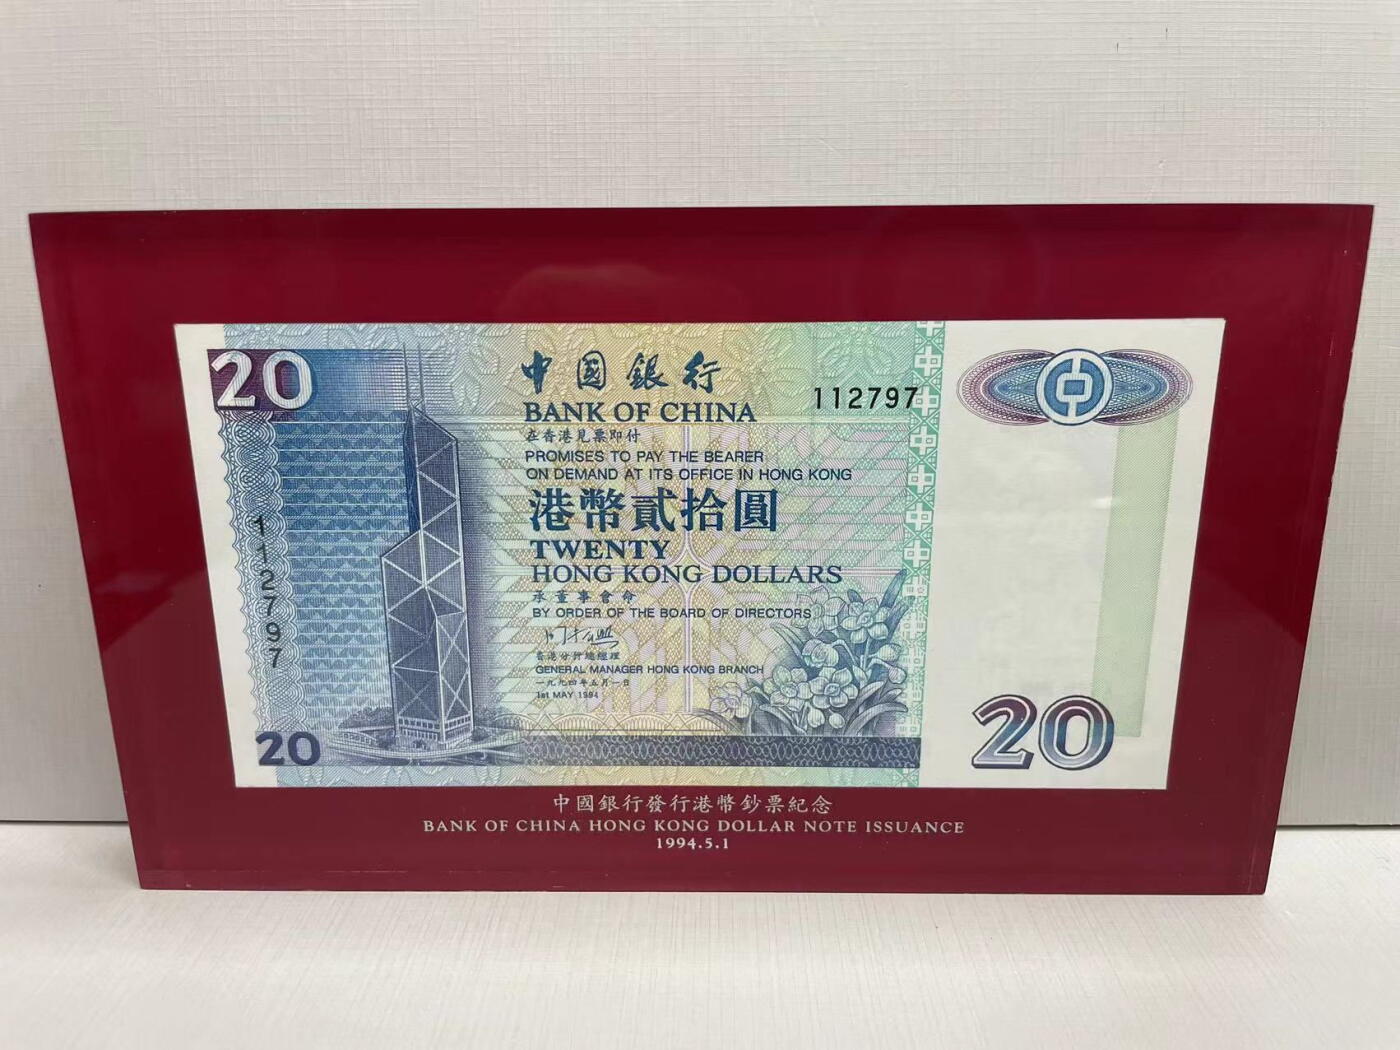 20
中國銀行
BANK OF CHINA
112797
在香港見票即付
PROMISES TO PAY THE BEARER
ON DEMAND AT ITS OFFICE IN HONG KONG
港幣貳拾圓
TWENTY
HONG KONG DOLLARS
承董事會命
BY ORDER OF THE BOARD OF DIRECTORS
香港分行總經理
GENERAL MANAGER HONG KONG BRANCH
一九九四年五月一日
1st MAY 1994
112797
20
20
中國銀行發行港幣鈔票紀念
BANK OF CHINA HONG KONG DOLLAR NOTE ISSUANCE
1994.5.1